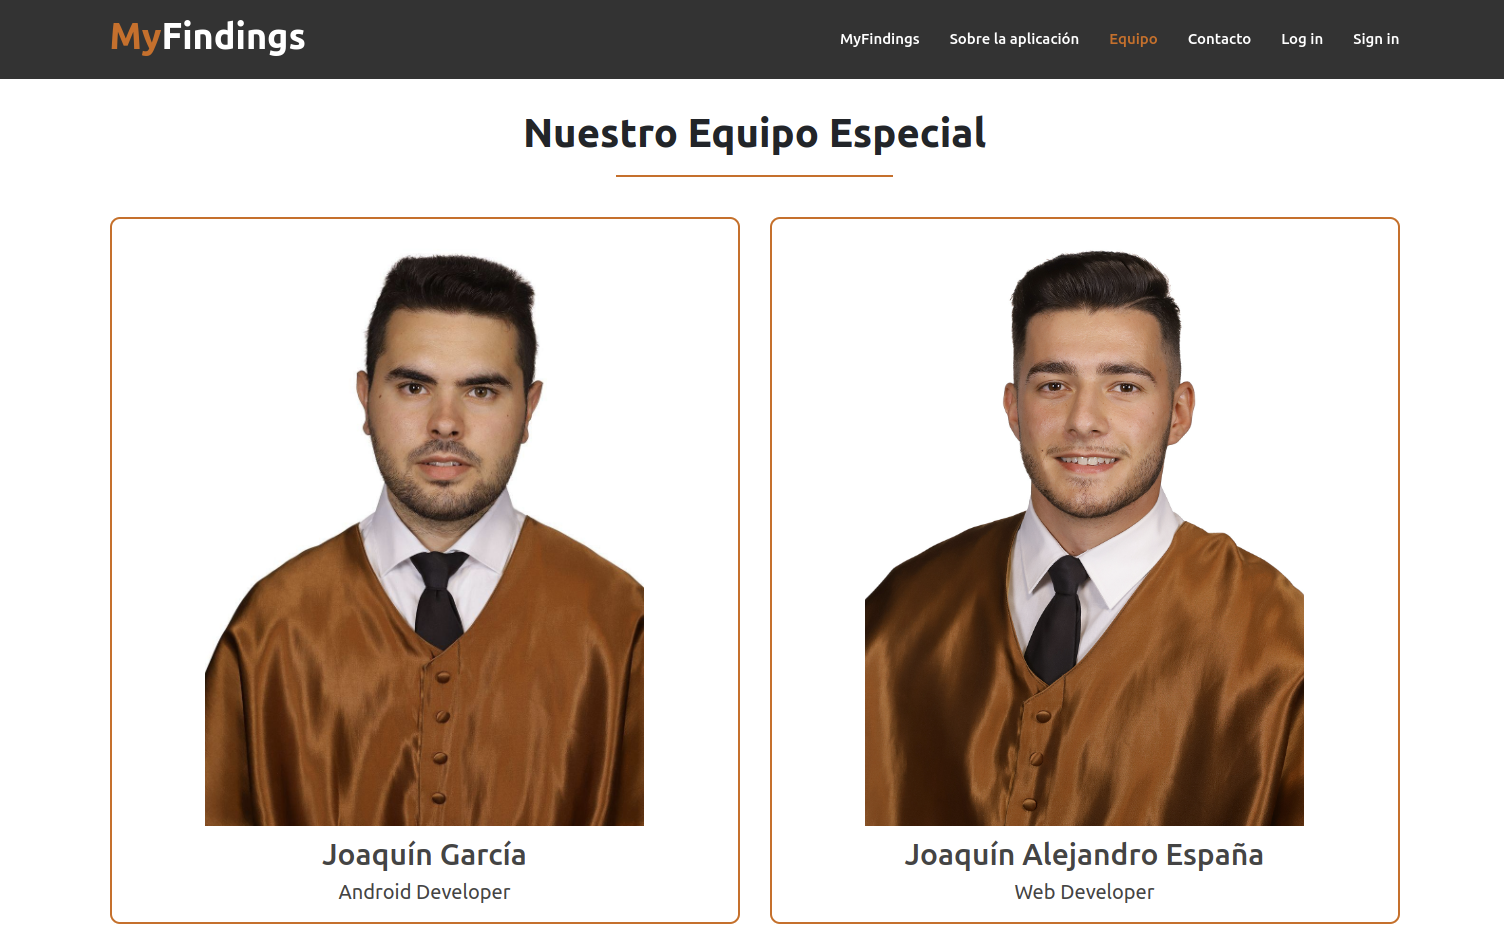 MyFindings
MyFindings Sobre la aplicación Equipo Contacto Log in Sign in
Nuestro Equipo Especial
Joaquín García
Android Developer
Joaquín Alejandro España
Web Developer